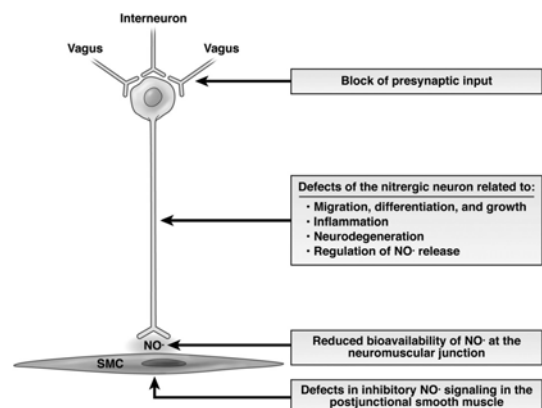 Interneuron
Vagus
Vagus
Block of presynaptic input
Defects of the nitrergic neuron related to:
· Migration, differentiation, and growth
· Inflammation
· Neurodegeneration
· Regulation of NO· release
NO·
Reduced bioavailability of NO· at the
neuromuscular junction
SMC
Defects in inhibitory NO· signaling in the
postjunctional smooth muscle